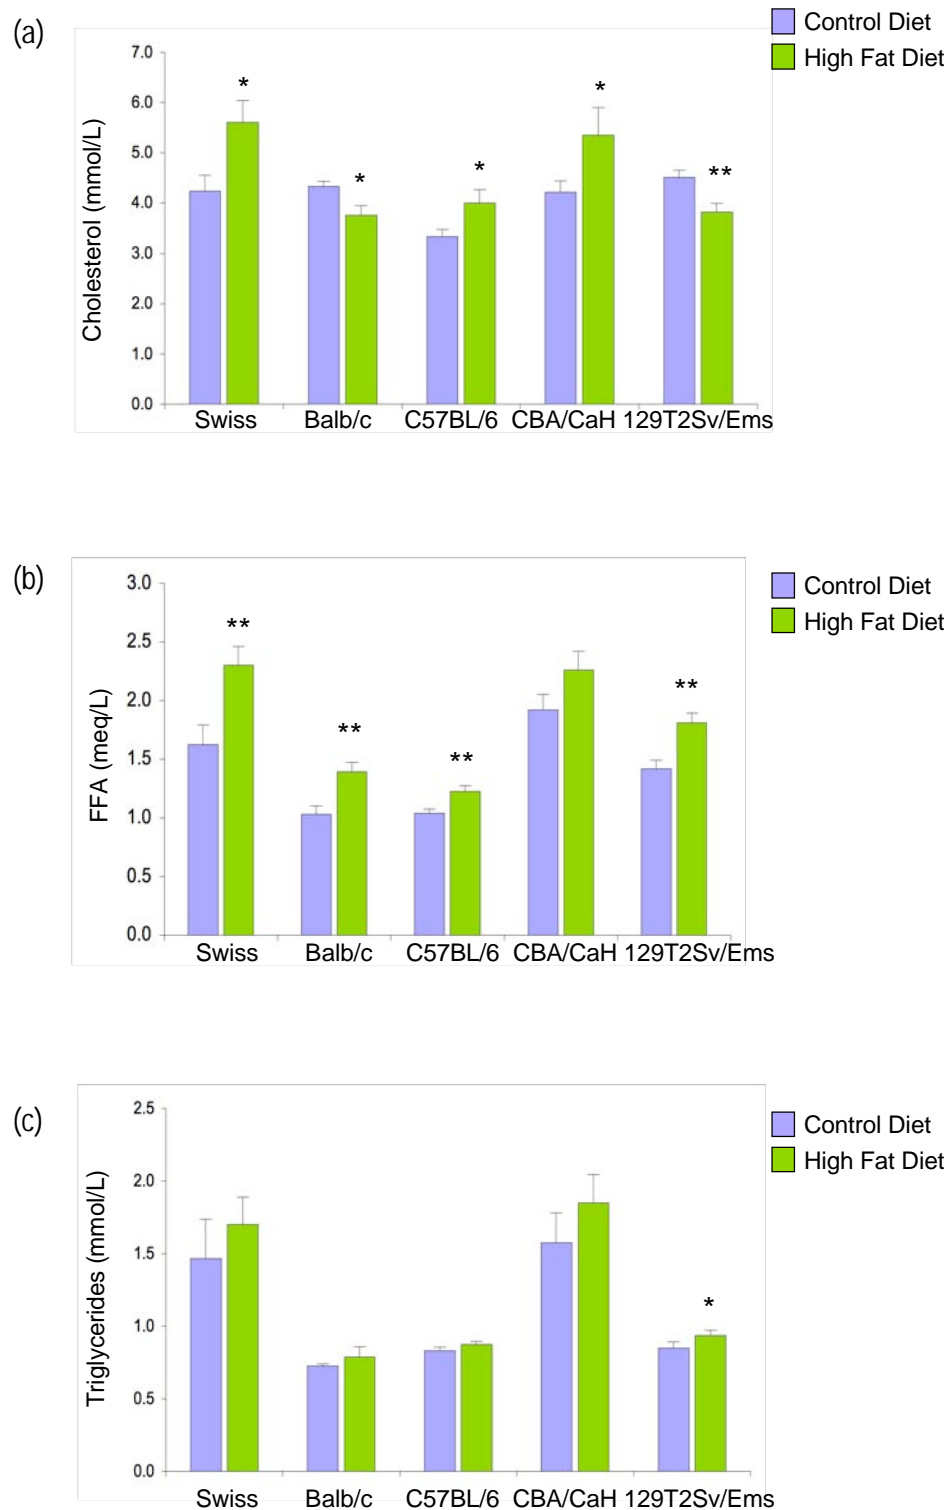 (a)
Control Diet
High Fat Diet
Cholesterol (mmol/L)
7.0
6.0
5.0
4.0
3.0
2.0
1.0
0.0
*
*
*
*
**
Swiss Balb/c C57BL/6 CBA/CaH 129T2Sv/Ems
(b)
Control Diet
High Fat Diet
FFA (meq/L)
3.0
2.5
2.0
1.5
1.0
0.5
0.0
**
**
**
**
Swiss Balb/c C57BL/6 CBA/CaH 129T2Sv/Ems
(c)
Control Diet
High Fat Diet
Triglycerides (mmol/L)
2.5
2.0
1.5
1.0
0.5
0.0
*
Swiss Balb/c C57BL/6 CBA/CaH 129T2Sv/Ems